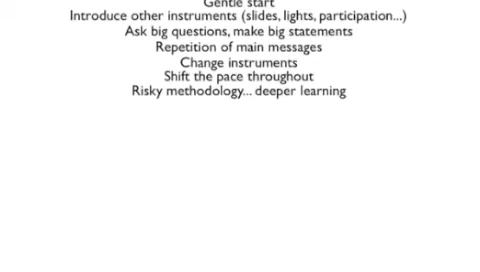 Gentle start
Introduce other instruments (slides, lights, participation...)
Ask big questions, make big statements
Repetition of main messages
Change instruments
Shift the pace throughout
Risky methodology... deeper learning